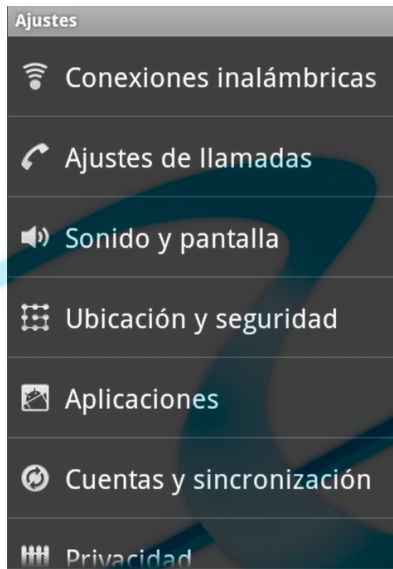 Ajustes
Conexiones inalámbricas
Ajustes de llamadas
Sonido y pantalla
Ubicación y seguridad
Aplicaciones
Cuentas y sincronización
Privacidad